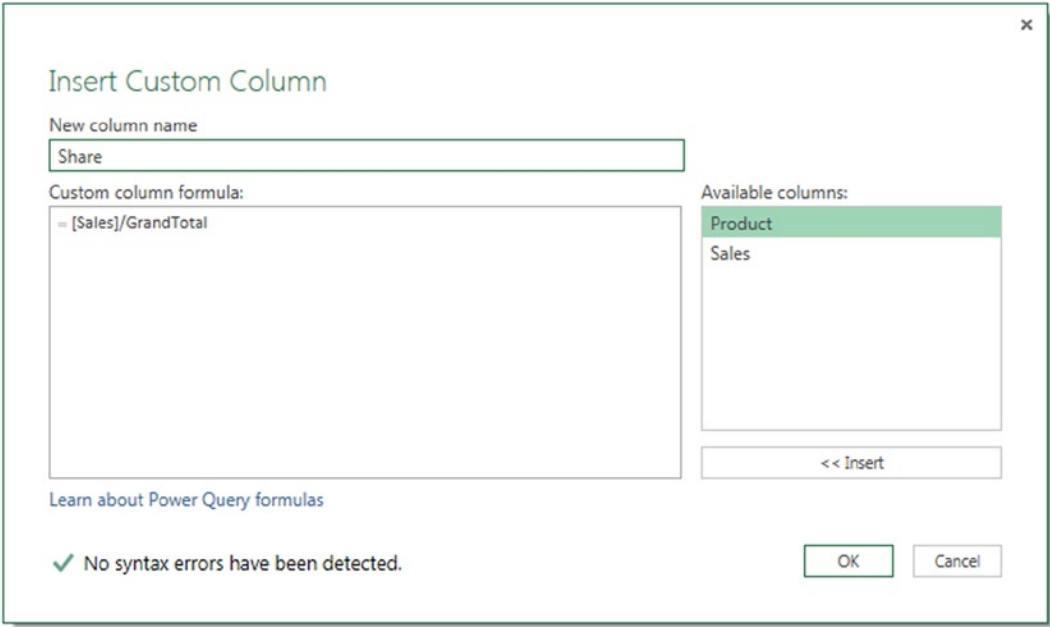 ×
Insert Custom Column
New column name
Share
Custom column formula:
Available columns:
= [Sales]/GrandTotal
Product
Sales
<< Insert
Learn about Power Query formulas
No syntax errors have been detected.
OK
Cancel